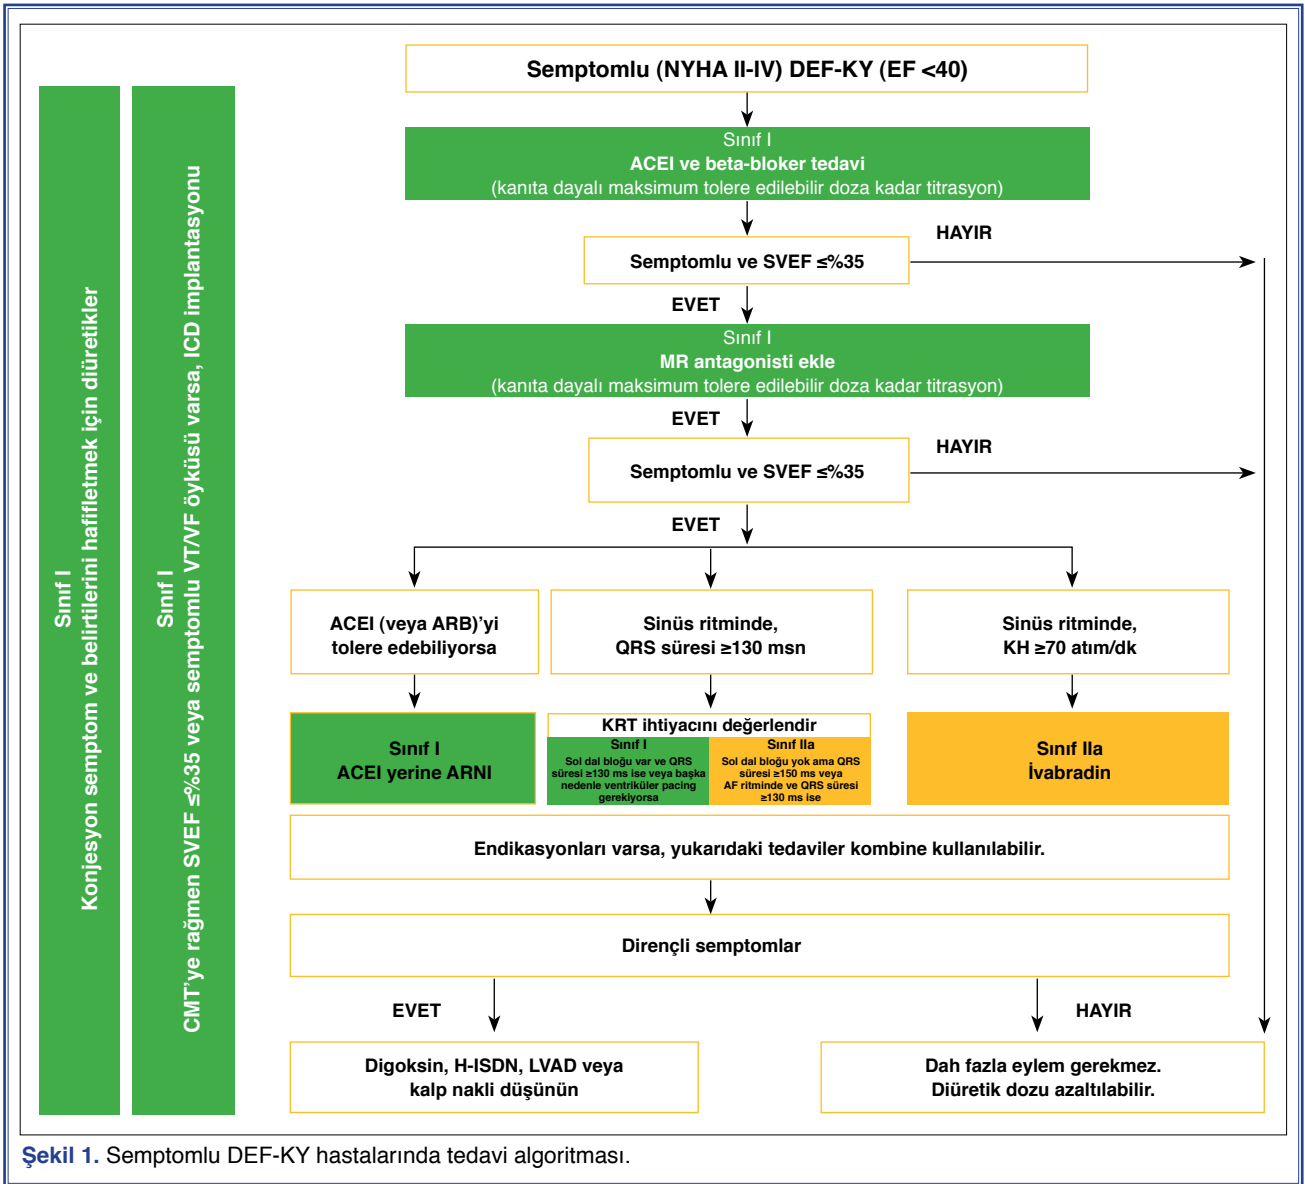 Semptomlu (NYHA II-IV) DEF-KY (EF <40)
Sınıf I
ACEI ve beta-bloker tedavi
(kanıta dayalı maksimum tolere edilebilir doza kadar titrasyon)
HAYIR
Semptomlu ve SVEF ≤%35
EVET
Sınıf I
MR antagonisti ekle
(kanıta dayalı maksimum tolere edilebilir doza kadar titrasyon)
EVET
HAYIR
Semptomlu ve SVEF ≤%35
EVET
ACEI (veya ARB)'yi
tolere edebiliyorsa
Sinüs ritminde,
QRS süresi ≥130 msn
Sinüs ritminde,
KH ≥70 atım/dk
Sınıf I
ACEI yerine ARNI
KRT ihtiyacını değerlendir
Sınıf I
Sol dal bloğu var ve QRS
süresi ≥130 ms ise veya başka
nedenle ventriküler pacing
gerekiyorsa
Sınıf IIa
Sol dal bloğu yok ama QRS
süresi ≥150 ms veya
AF ritminde ve QRS süresi
≥130 ms ise
Sınıf IIa
İvabradin
Endikasyonları varsa, yukarıdaki tedaviler kombine kullanılabilir.
Dirençli semptomlar
EVET
HAYIR
Digoksin, H-ISDN, LVAD veya
kalp nakli düşünün
Dah fazla eylem gerekmez.
Diüretik dozu azaltılabilir.
Sınıf I
Konjesyon semptom ve belirtilerini hafifletmek için diüretikler
Sınıf I
CMT'ye rağmen SVEF ≤%35 veya semptomlu VT/VF öyküsü varsa, ICD implantasyonu
Şekil 1. Semptomlu DEF-KY hastalarında tedavi algoritması.